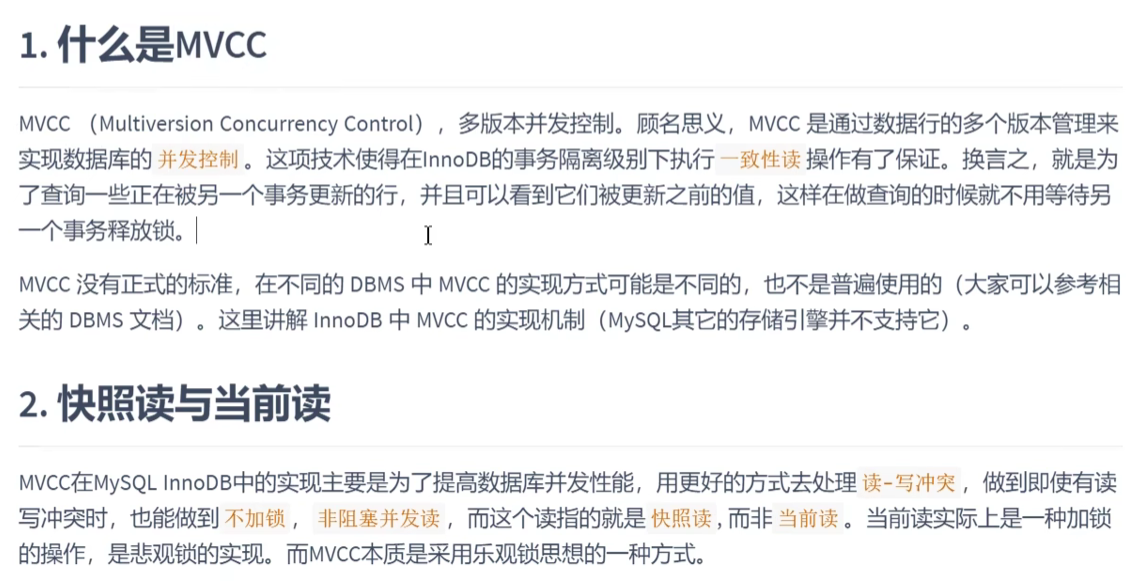 1. 什么是MVCC
MVCC （Multiversion Concurrency Control），多版本并发控制。顾名思义，MVCC 是通过数据行的多个版本管理来
实现数据库的 并发控制 。这项技术使得在InnoDB的事务隔离级别下执行 一致性读 操作有了保证。换言之，就是为
了查询一些正在被另一个事务更新的行，并且可以看到它们被更新之前的值，这样在做查询的时候就不用等待另
一个事务释放锁。
MVCC 没有正式的标准，在不同的 DBMS 中 MVCC 的实现方式可能是不同的，也不是普遍使用的（大家可以参考相
关的 DBMS 文档）。这里讲解 InnoDB 中 MVCC 的实现机制（MySQL其它的存储引擎并不支持它）。
2. 快照读与当前读
MVCC在MySQL InnoDB中的实现主要是为了提高数据库并发性能，用更好的方式去处理 读-写冲突 ，做到即使有读
写冲突时，也能做到 不加锁 ， 非阻塞并发读 ，而这个读指的就是 快照读 , 而非 当前读 。当前读实际上是一种加锁
的操作，是悲观锁的实现。而MVCC本质是采用乐观锁思想的一种方式。